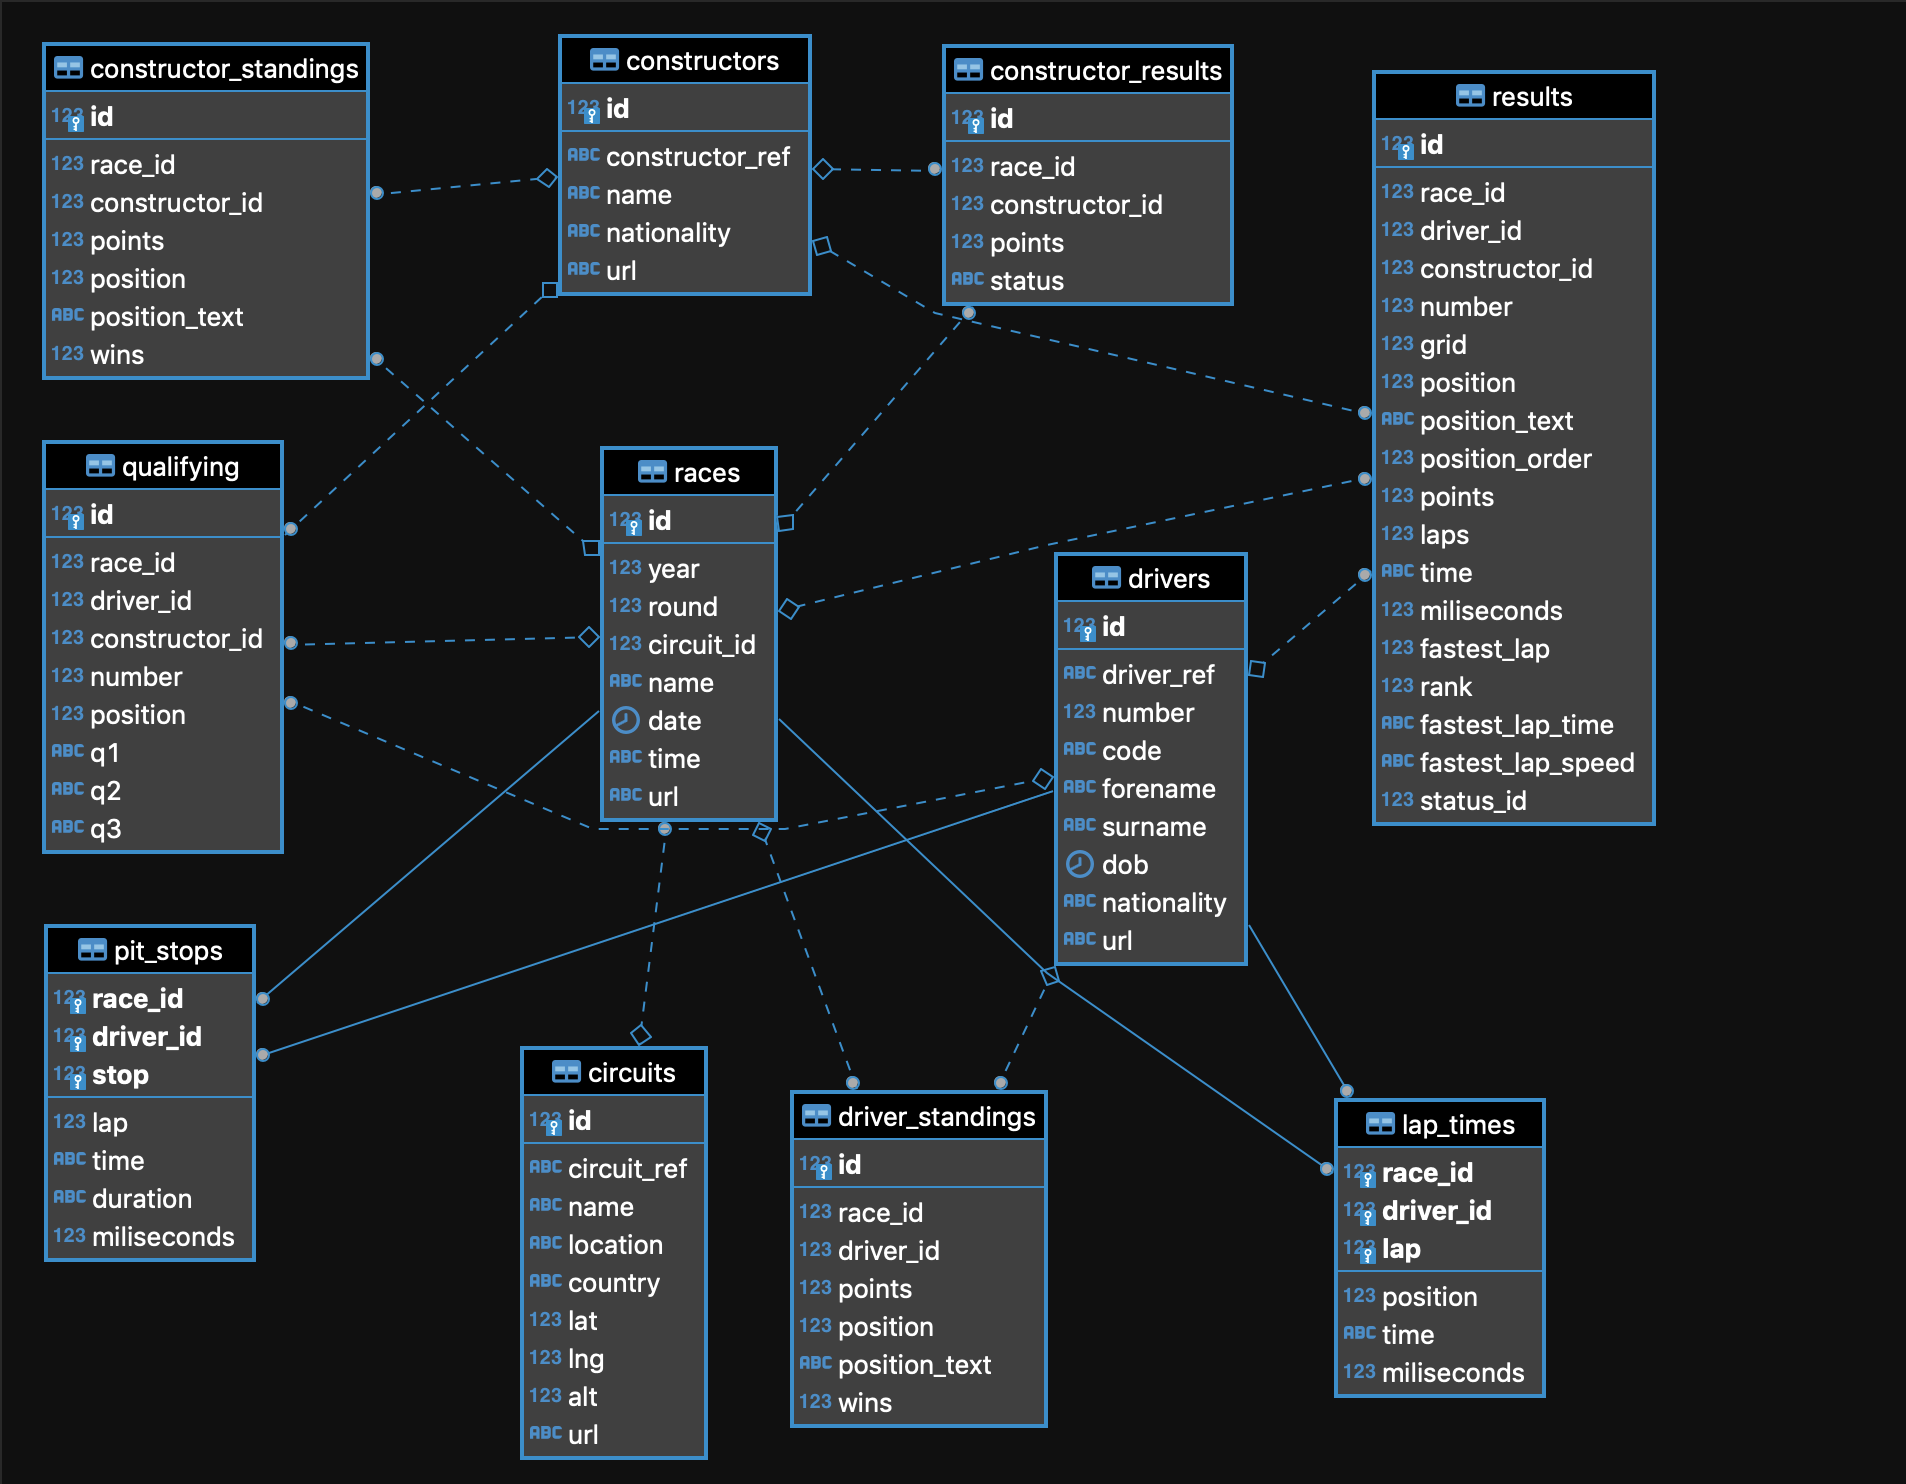 constructor_standings
123 id
123 race_id
123 constructor_id
123 points
123 position
ABC position_text
123 wins
constructors
123 id
ABC constructor_ref
ABC name
ABC nationality
ABC url
constructor_results
123 id
123 race_id
123 constructor_id
123 points
ABC status
results
123 id
123 race_id
123 driver_id
123 constructor_id
123 number
123 grid
123 position
ABC position_text
123 position_order
123 points
123 laps
ABC time
123 miliseconds
123 fastest_lap
123 rank
ABC fastest_lap_time
ABC fastest_lap_speed
123 status_id
qualifying
123 id
123 race_id
123 driver_id
123 constructor_id
123 number
123 position
ABC q1
ABC q2
ABC q3
races
123 id
123 year
123 round
123 circuit_id
ABC name
date
ABC time
ABC url
drivers
123 id
ABC driver_ref
123 number
ABC code
ABC forename
ABC surname
dob
ABC nationality
ABC url
pit_stops
123 race_id
123 driver_id
123 stop
123 lap
ABC time
ABC duration
123 miliseconds
circuits
123 id
ABC circuit_ref
ABC name
ABC location
ABC country
123 lat
123 lng
123 alt
ABC url
driver_standings
123 id
123 race_id
123 driver_id
123 points
123 position
ABC position_text
123 wins
lap_times
123 race_id
123 driver_id
123 lap
123 position
ABC time
123 miliseconds